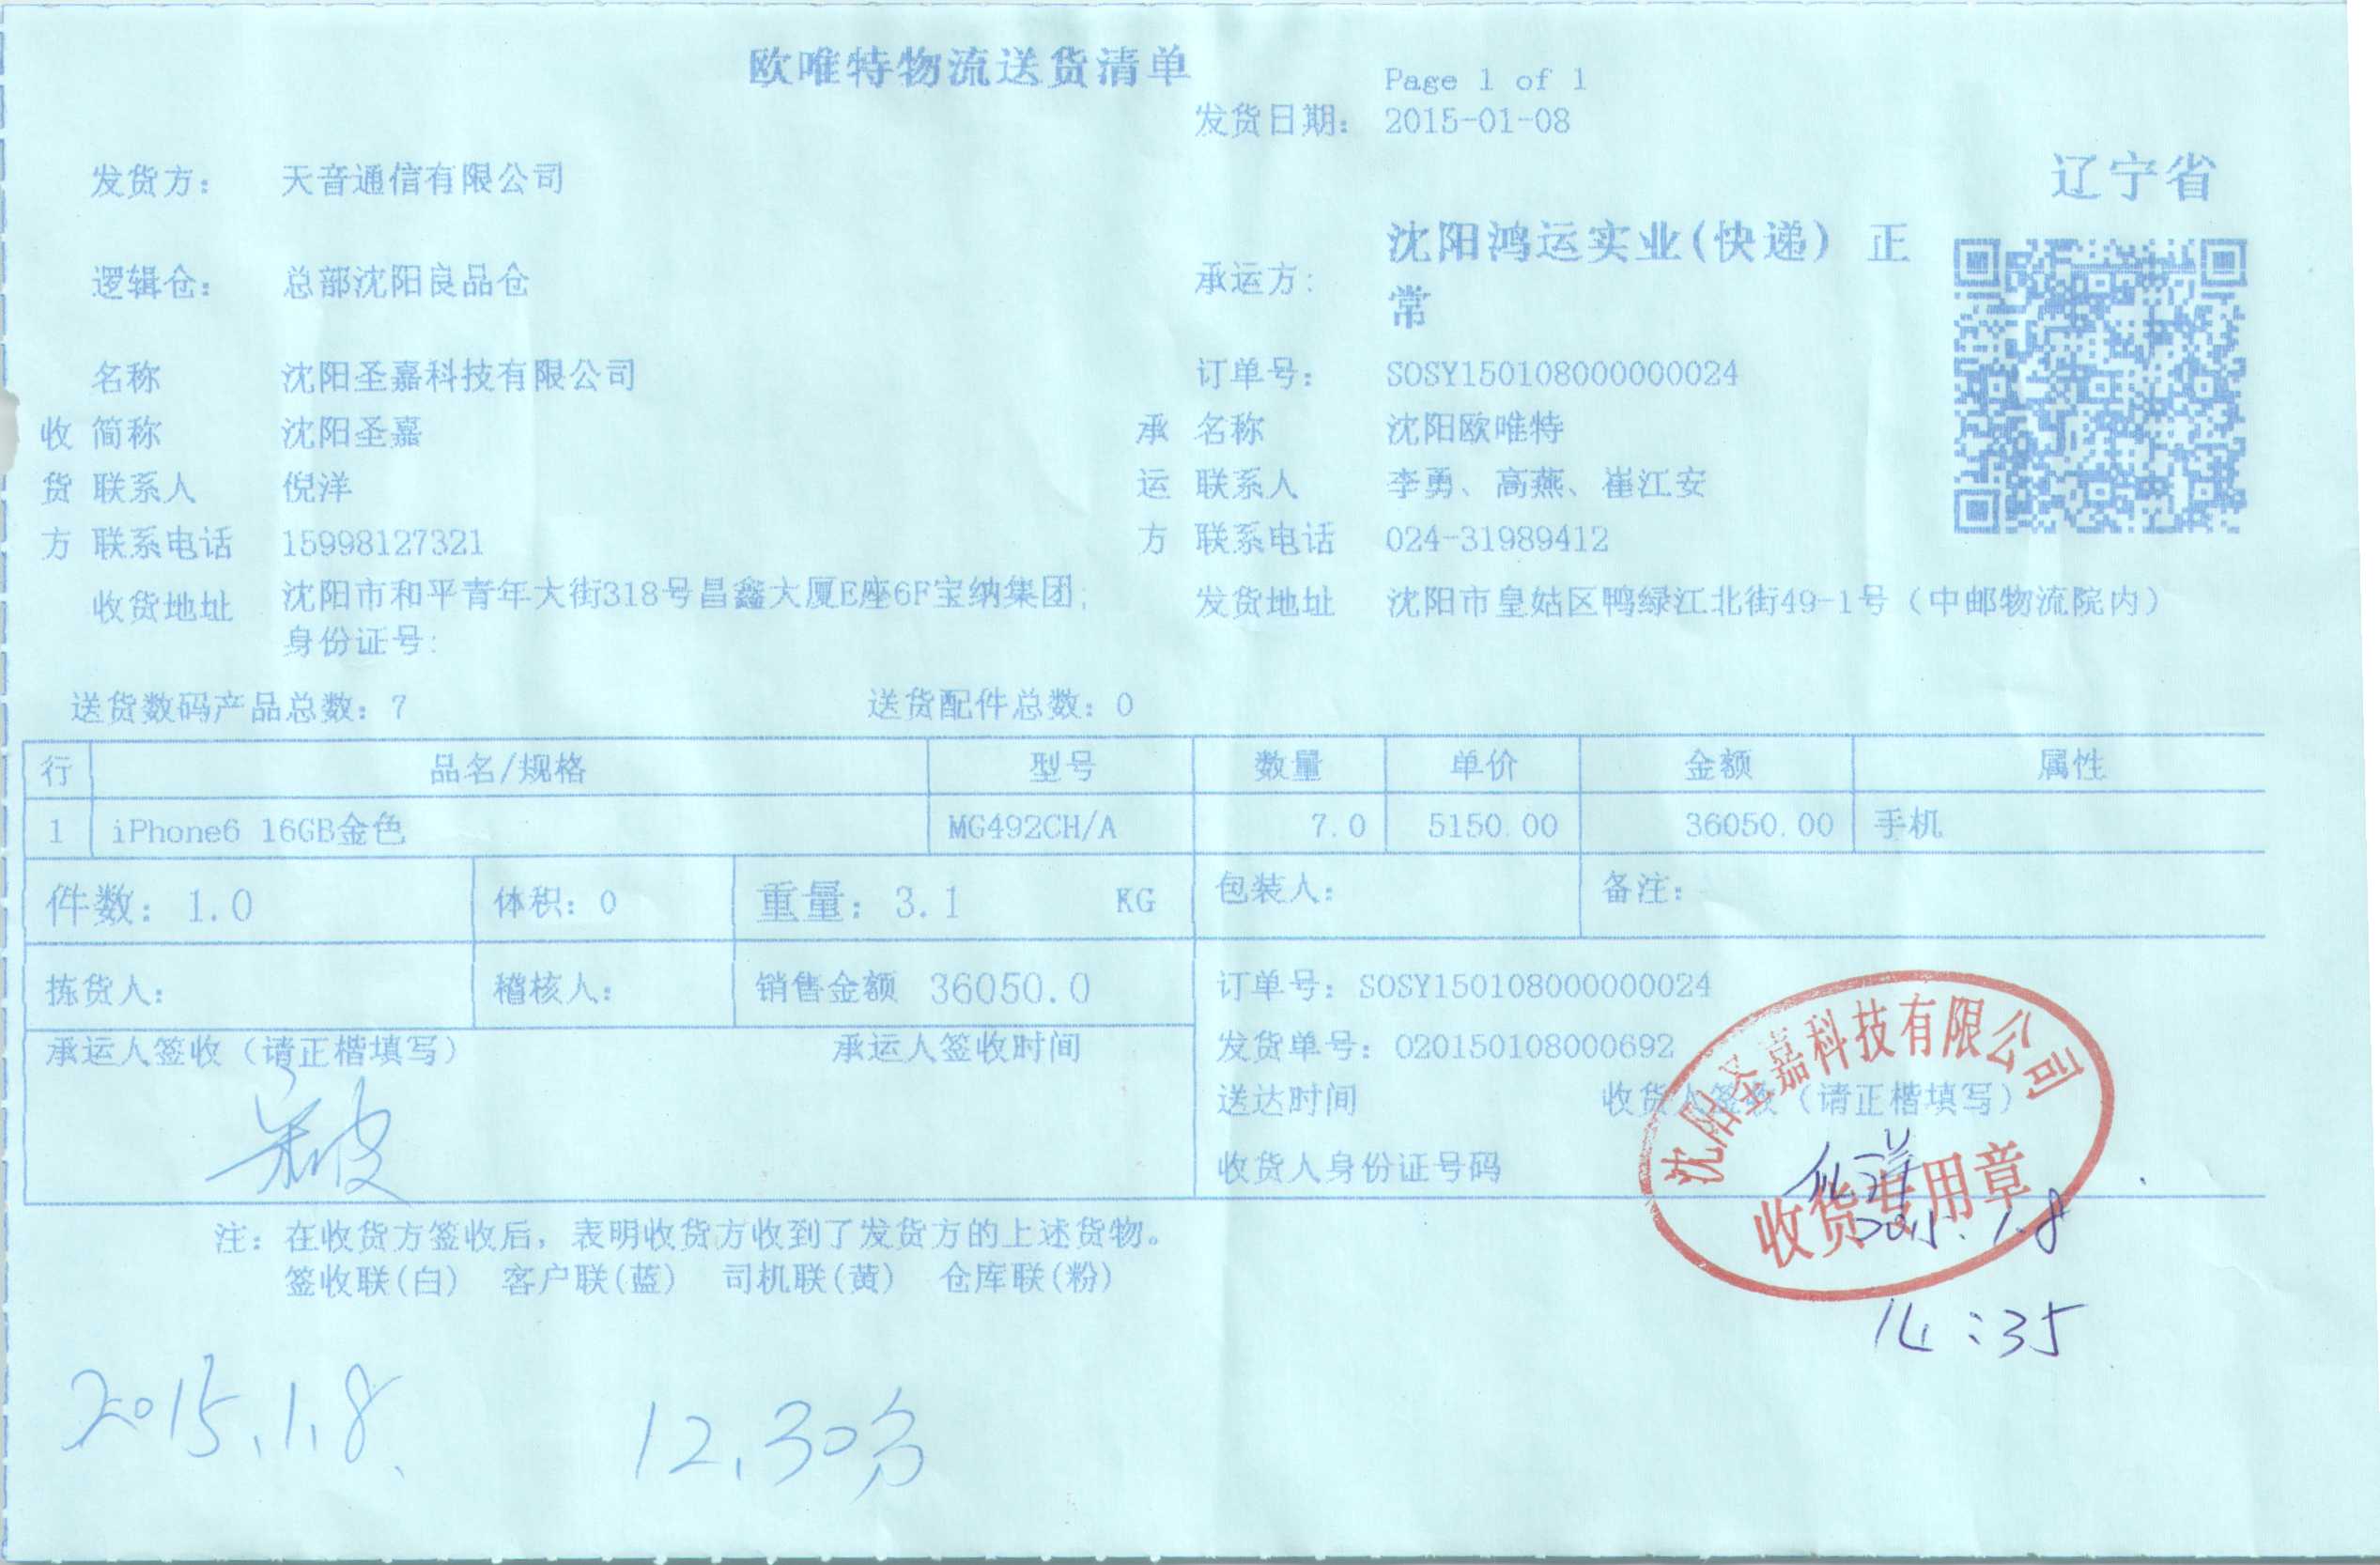 欧唯特物流送货清单
Page 1 of 1
发货日期: 2015-01-08
辽宁省
发货方: 天音通信有限公司
逻辑仓: 总部沈阳良品仓
承运方: 沈阳鸿运实业(快递) 正
常
名称 沈阳圣嘉科技有限公司 订单号: SOSY150108000000024
收 简称 沈阳圣嘉 承 名称 沈阳欧唯特
货 联系人 倪洋 运 联系人 李勇、高燕、崔江安
方 联系电话 15998127321 方 联系电话 024-31989412
收货地址 沈阳市和平青年大街318号昌鑫大厦E座6F宝纳集团; 发货地址 沈阳市皇姑区鸭绿江北街49-1号（中邮物流院内）
身份证号:
送货数码产品总数: 7 送货配件总数: 0
行 品名/规格 型号 数量 单价 金额 属性
1 iPhone6 16GB金色 MG492CH/A 7.0 5150.00 36050.00 手机
件数: 1.0 体积: 0 重量: 3.1 KG 包装人: 备注:
拣货人: 稽核人: 销售金额 36050.0 订单号: SOSY150108000000024
承运人签收（请正楷填写） 承运人签收时间 发货单号: 020150108000692
送达时间 收货人签收（请正楷填写）
收货人身份证号码
沈阳圣嘉科技有限公司
收货专用章
2015.1.8
14:35
注: 在收货方签收后，表明收货方收到了发货方的上述货物。
签收联(白) 客户联(蓝) 司机联(黄) 仓库联(粉)
2015.1.8. 12.30分